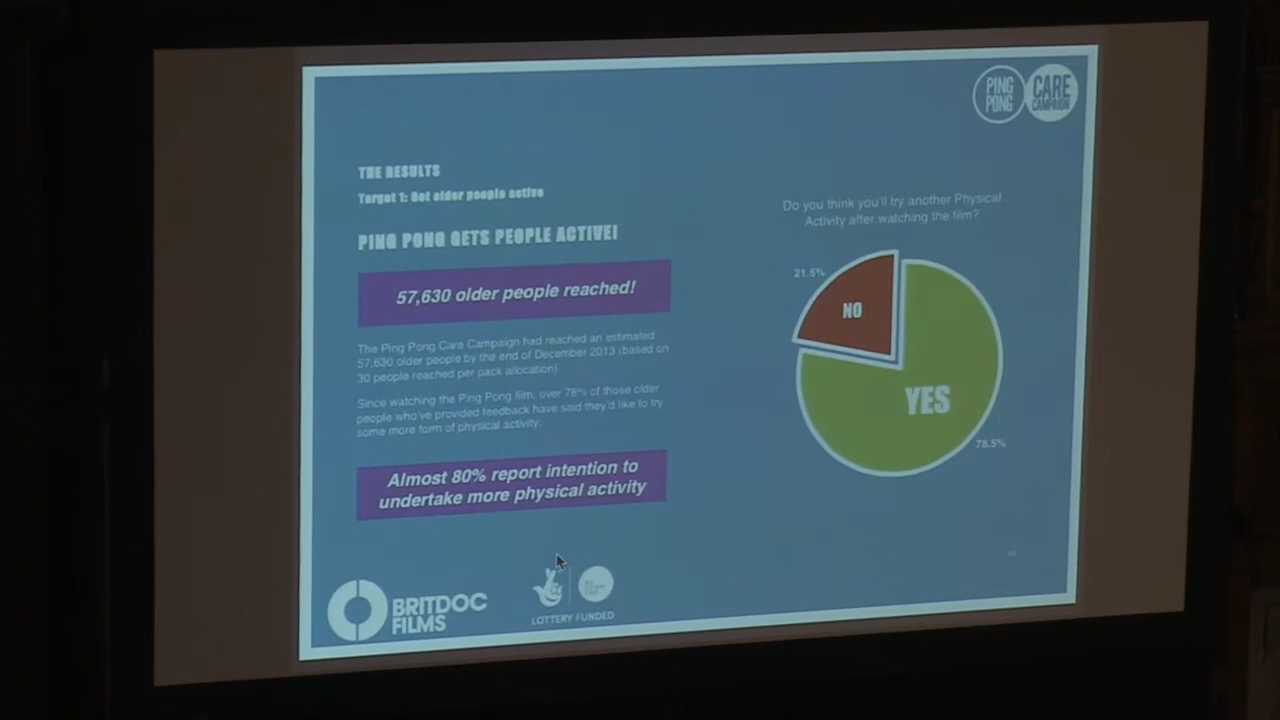 PING
PONG
CARE
CAMPAIGN
THE RESULTS
Target 1: Get older people active
PING PONG GETS PEOPLE ACTIVE!
57,630 older people reached!
The Ping Pong Care Campaign had reached an estimated
57,630 older people by the end of December 2013 (based on
30 people reached per pack allocation).
Since watching the Ping Pong film, over 78% of those older
people who've provided feedback have said they'd like to try
some more form of physical activity.
Almost 80% report intention to
undertake more physical activity
Do you think you'll try another Physical
Activity after watching the film?
21.5%
NO
YES
78.5%
BRITDOC
FILMS
LOTTERY FUNDED